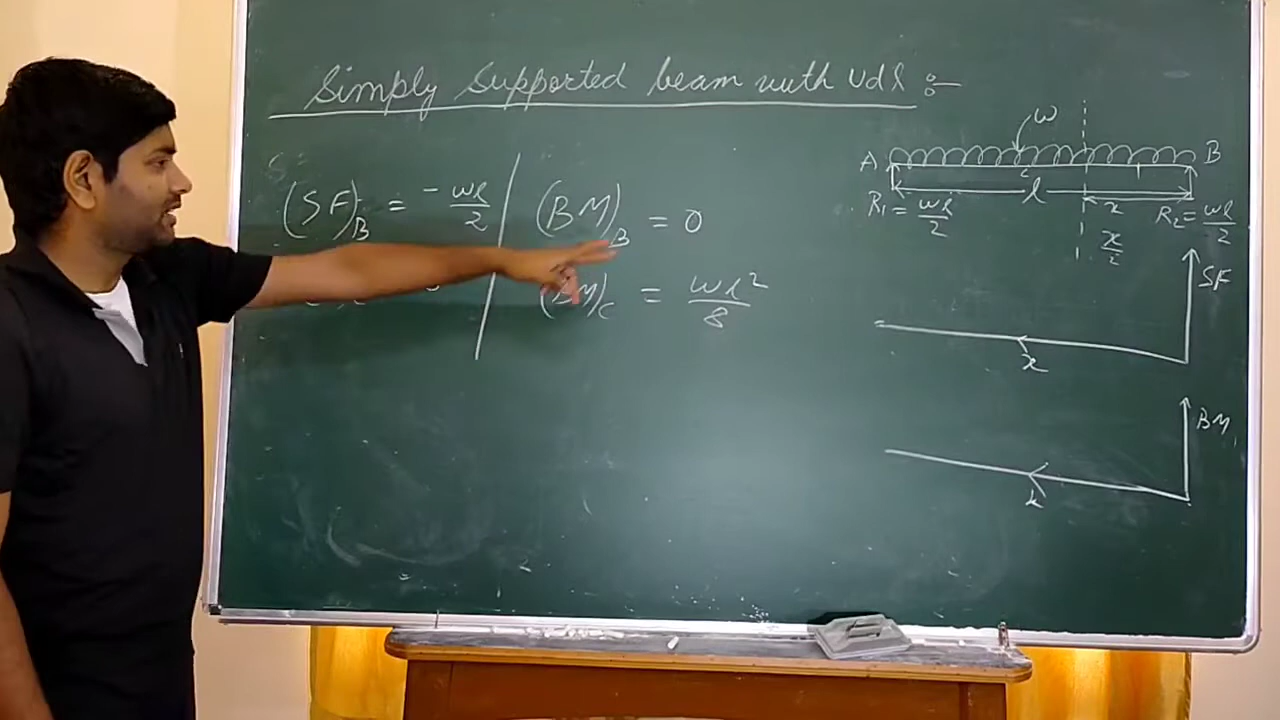 Simply Supported beam with Udl :-
(SF)B = -wl/2
(BM)B = 0
(BM)C = wl²/8
w
A
B
C
l
x
R₁ = wl/2
R₂ = wl/2
x/2
SF
x
BM
x